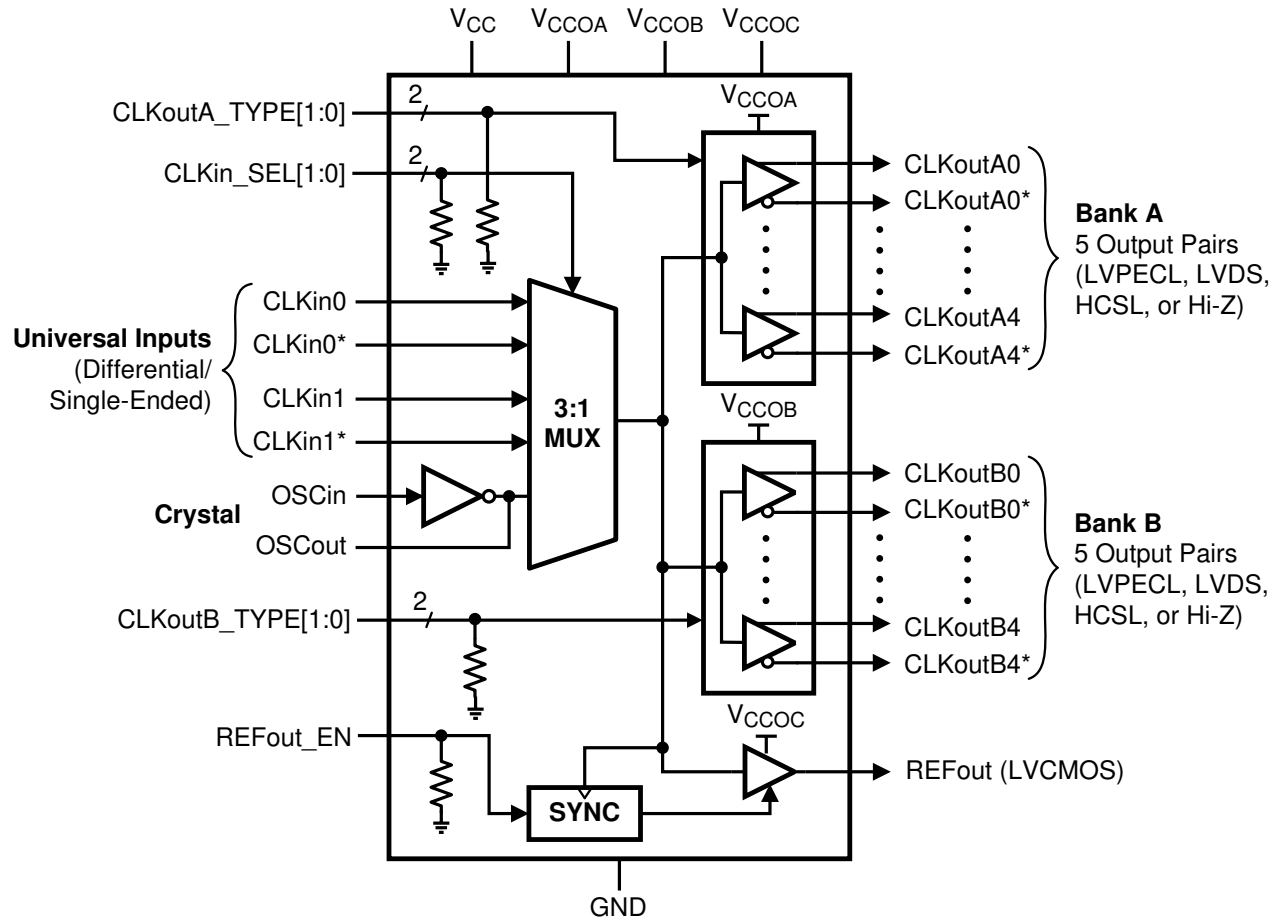 VCC
VCCOA
VCCOB
VCCOC
CLKoutA_TYPE[1:0]
2
VCCOA
CLKin_SEL[1:0]
2
CLKoutA0
CLKoutA0*
Bank A
5 Output Pairs
(LVPECL, LVDS,
HCSL, or Hi-Z)
CLKoutA4
CLKoutA4*
Universal Inputs
(Differential/
Single-Ended)
CLKin0
CLKin0*
CLKin1
CLKin1*
3:1
MUX
VCCOB
Crystal
OSCin
OSCout
CLKoutB0
CLKoutB0*
Bank B
5 Output Pairs
(LVPECL, LVDS,
HCSL, or Hi-Z)
CLKoutB4
CLKoutB4*
CLKoutB_TYPE[1:0]
2
REFout_EN
VCCOC
SYNC
REFout (LVCMOS)
GND